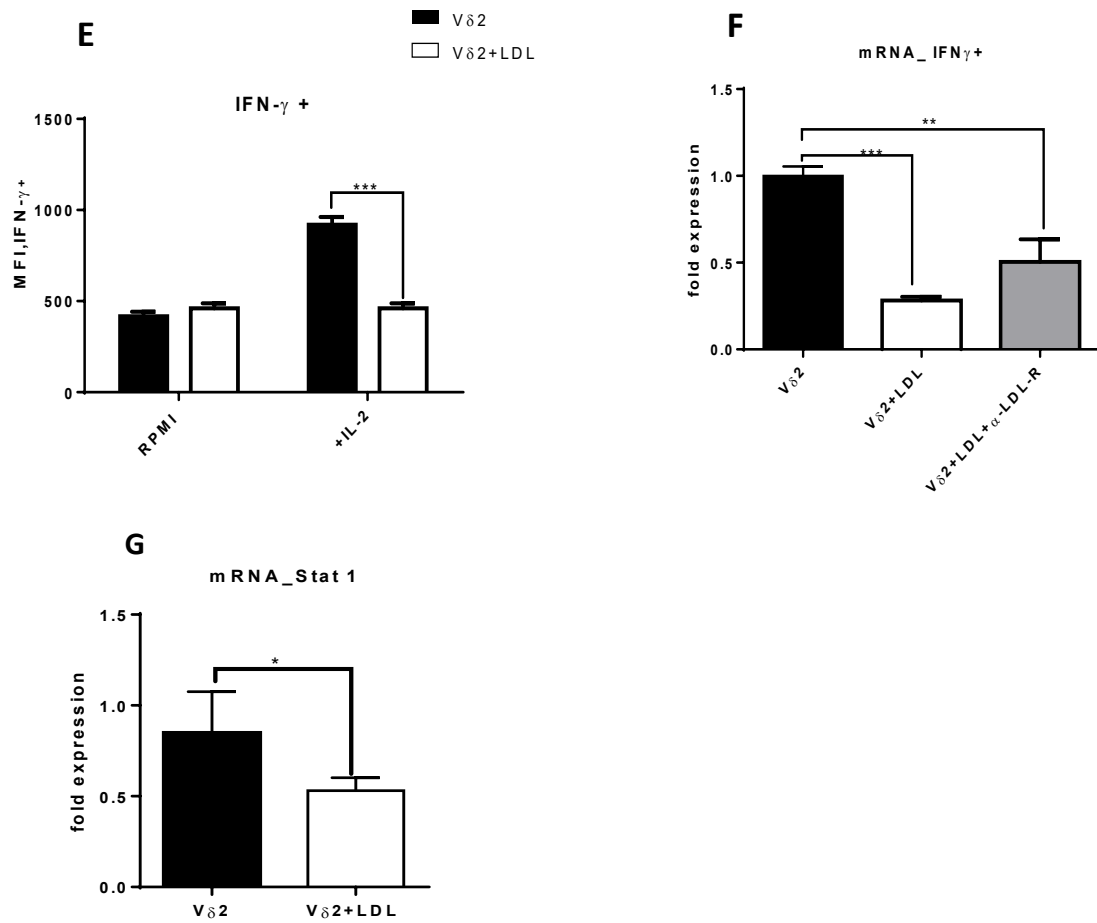 E
Vδ2
Vδ2+LDL
IFN-γ +
1500
1000
500
0
MFI,IFN-γ+
***
RPMI
+IL-2
F
mRNA_IFNγ+
1.5
1.0
0.5
0.0
fold expression
**
***
Vδ2
Vδ2+LDL
Vδ2+LDL+α-LDL-R
G
mRNA_Stat 1
1.5
1.0
0.5
0.0
fold expression
*
Vδ2
Vδ2+LDL